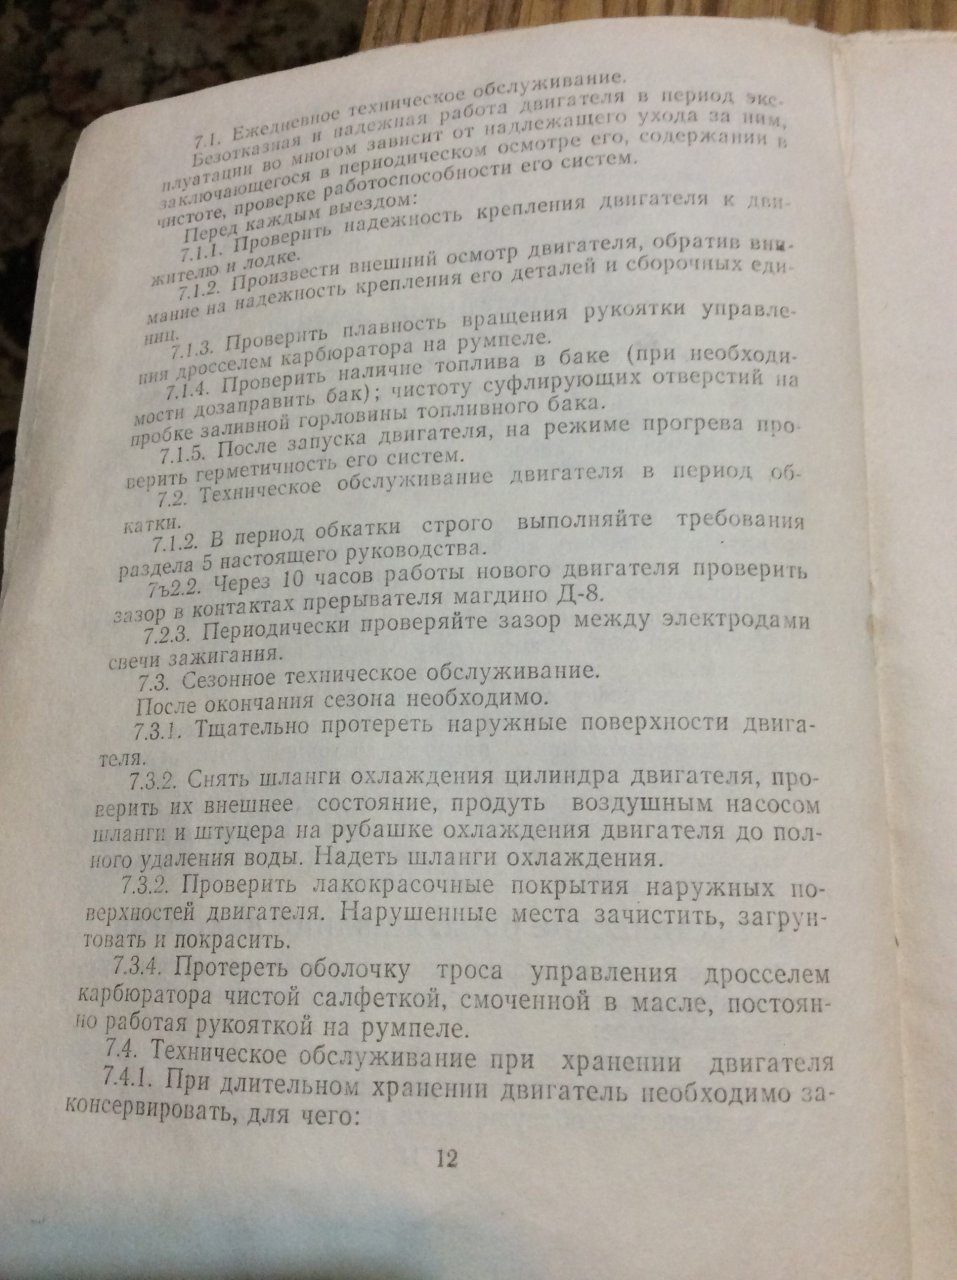 7.1. Ежедневное техническое обслуживание.
Безотказная и надежная работа двигателя в период экс-
плуатации во многом зависит от надлежащего ухода за ним,
заключающегося в периодическом осмотре его, содержании в
чистоте, проверке работоспособности его систем.
Перед каждым выездом:
7.1.1. Проверить надежность крепления двигателя к дви-
жителю и лодке.
7.1.2. Произвести внешний осмотр двигателя, обратив вни-
мание на надежность крепления его деталей и сборочных еди-
ниц.
7.1.3. Проверить плавность вращения рукоятки управле-
ния дросселем карбюратора на румпеле.
7.1.4. Проверить наличие топлива в баке (при необходи-
мости дозаправить бак); чистоту суфлирующих отверстий на
пробке заливной горловины топливного бака.
7.1.5. После запуска двигателя, на режиме прогрева про-
верить герметичность его систем.
7.2. Техническое обслуживание двигателя в период об-
катки.
7.1.2. В период обкатки строго выполняйте требования
раздела 5 настоящего руководства.
7ъ2.2. Через 10 часов работы нового двигателя проверить
зазор в контактах прерывателя магдино Д-8.
7.2.3. Периодически проверяйте зазор между электродами
свечи зажигания.
7.3. Сезонное техническое обслуживание.
После окончания сезона необходимо.
7.3.1. Тщательно протереть наружные поверхности двига-
теля.
7.3.2. Снять шланги охлаждения цилиндра двигателя, про-
верить их внешнее состояние, продуть воздушным насосом
шланги и штуцера на рубашке охлаждения двигателя до пол-
ного удаления воды. Надеть шланги охлаждения.
7.3.2. Проверить лакокрасочные покрытия наружных по-
верхностей двигателя. Нарушенные места зачистить, загрун-
товать и покрасить.
7.3.4. Протереть оболочку троса управления дросселем
карбюратора чистой салфеткой, смоченной в масле, постоян-
но работая рукояткой на румпеле.
7.4. Техническое обслуживание при хранении двигателя
7.4.1. При длительном хранении двигатель необходимо за-
консервировать, для чего:
12